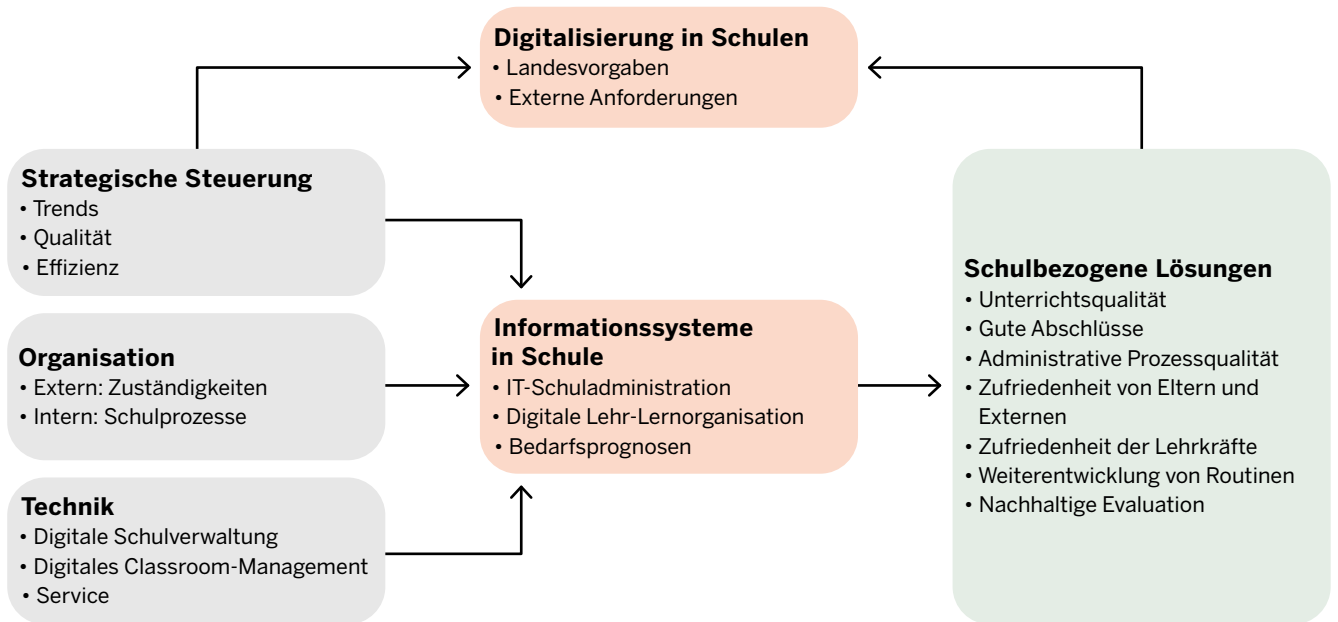 Digitalisierung in Schulen
• Landesvorgaben
• Externe Anforderungen
Strategische Steuerung
• Trends
• Qualität
• Effizienz
Organisation
• Extern: Zuständigkeiten
• Intern: Schulprozesse
Technik
• Digitale Schulverwaltung
• Digitales Classroom-Management
• Service
Informationssysteme
in Schule
• IT-Schuladministration
• Digitale Lehr-Lernorganisation
• Bedarfsprognosen
Schulbezogene Lösungen
• Unterrichtsqualität
• Gute Abschlüsse
• Administrative Prozessqualität
• Zufriedenheit von Eltern und
Externen
• Zufriedenheit der Lehrkräfte
• Weiterentwicklung von Routinen
• Nachhaltige Evaluation